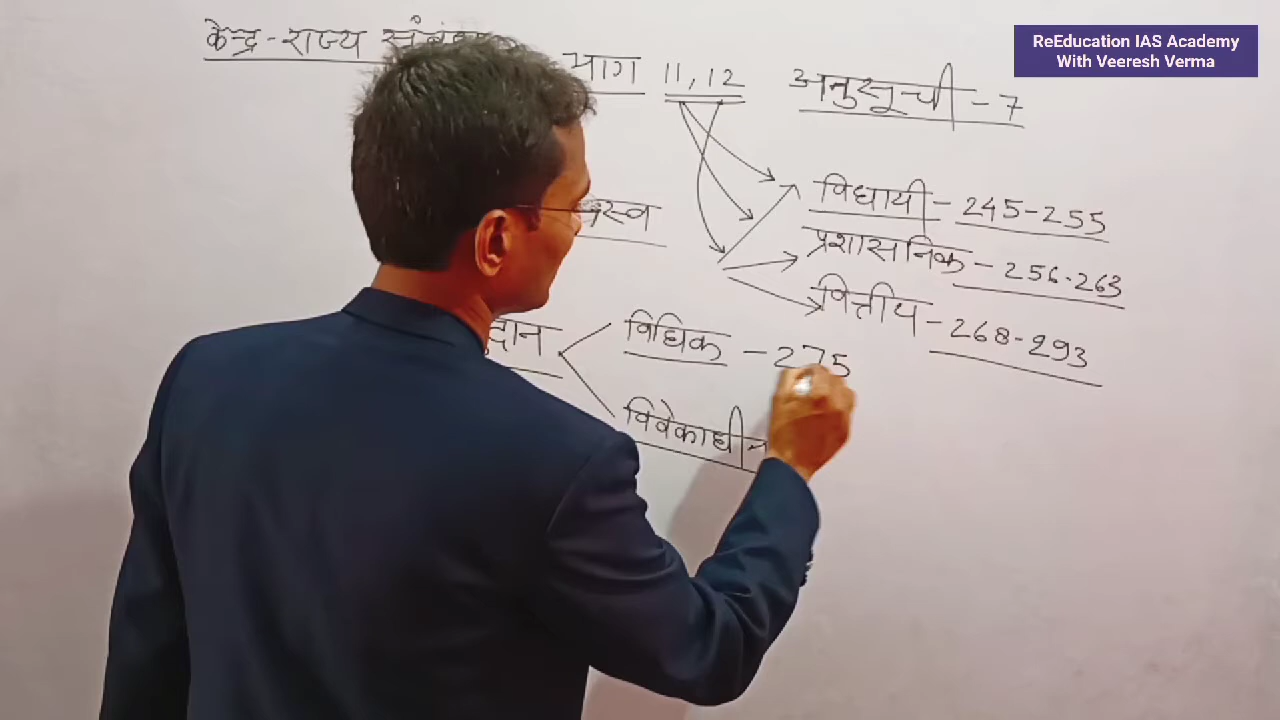 केन्द्र-राज्य
भाग 11, 12
अनुसूची - 7
ReEducation IAS Academy
With Veeresh Verma
विधायी - 245-255
प्रशासनिक - 256-263
वित्तीय - 268-293
विधिक - 275
विवेकाधीन